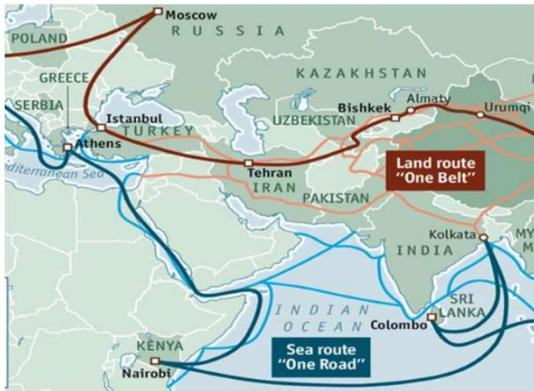 Moscow
RUSSIA
POLAND
KAZAKHSTAN
GREECE
Bishkek
Almaty
Urumqi
SERBIA
Istanbul
TURKEY
UZBEKISTAN
Athens
Tehran
Land route
"One Belt"
diterranean Sea
IRAN
PAKISTAN
Kolkata
MY
M
INDIA
SRI
LANKA
INDIAN
OCEAN
Colombo
KENYA
Nairobi
Sea route
"One Road"